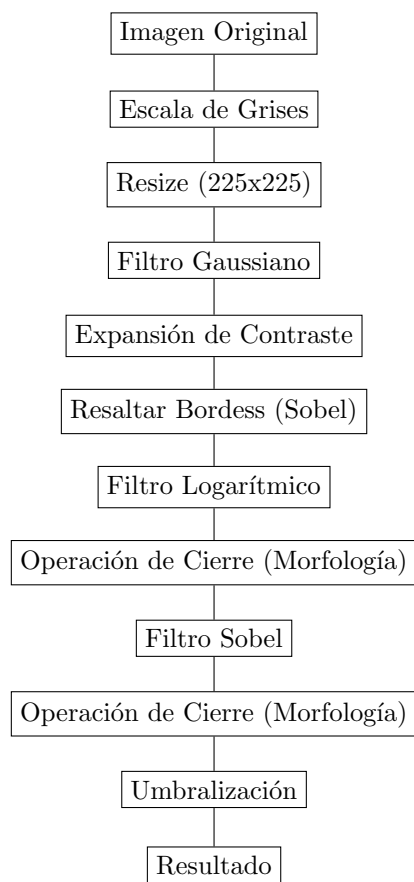 Imagen Original
Escala de Grises
Resize (225x225)
Filtro Gaussiano
Expansión de Contraste
Resaltar Bordess (Sobel)
Filtro Logarítmico
Operación de Cierre (Morfología)
Filtro Sobel
Operación de Cierre (Morfología)
Umbralización
Resultado